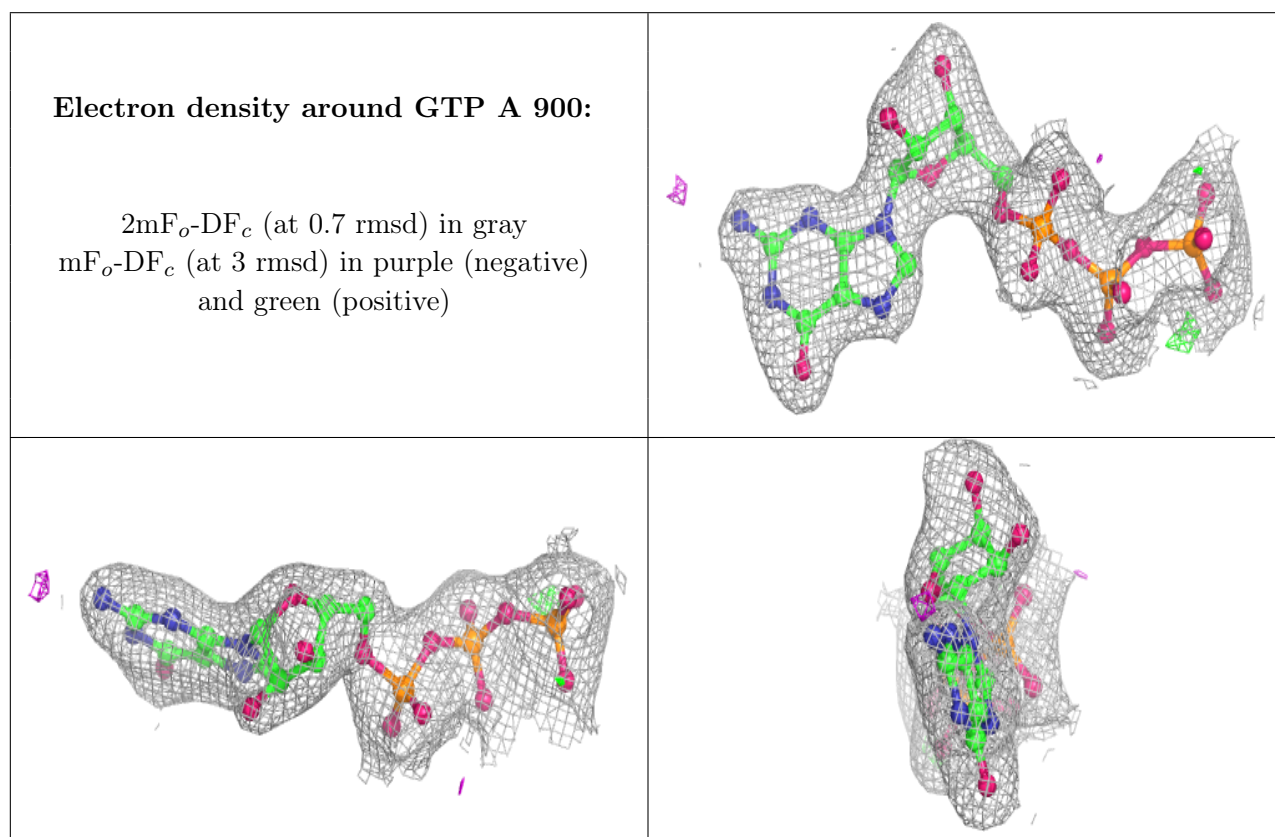 Electron density around GTP A 900:
2mFo-DFc (at 0.7 rmsd) in gray
mFo-DFc (at 3 rmsd) in purple (negative)
and green (positive)